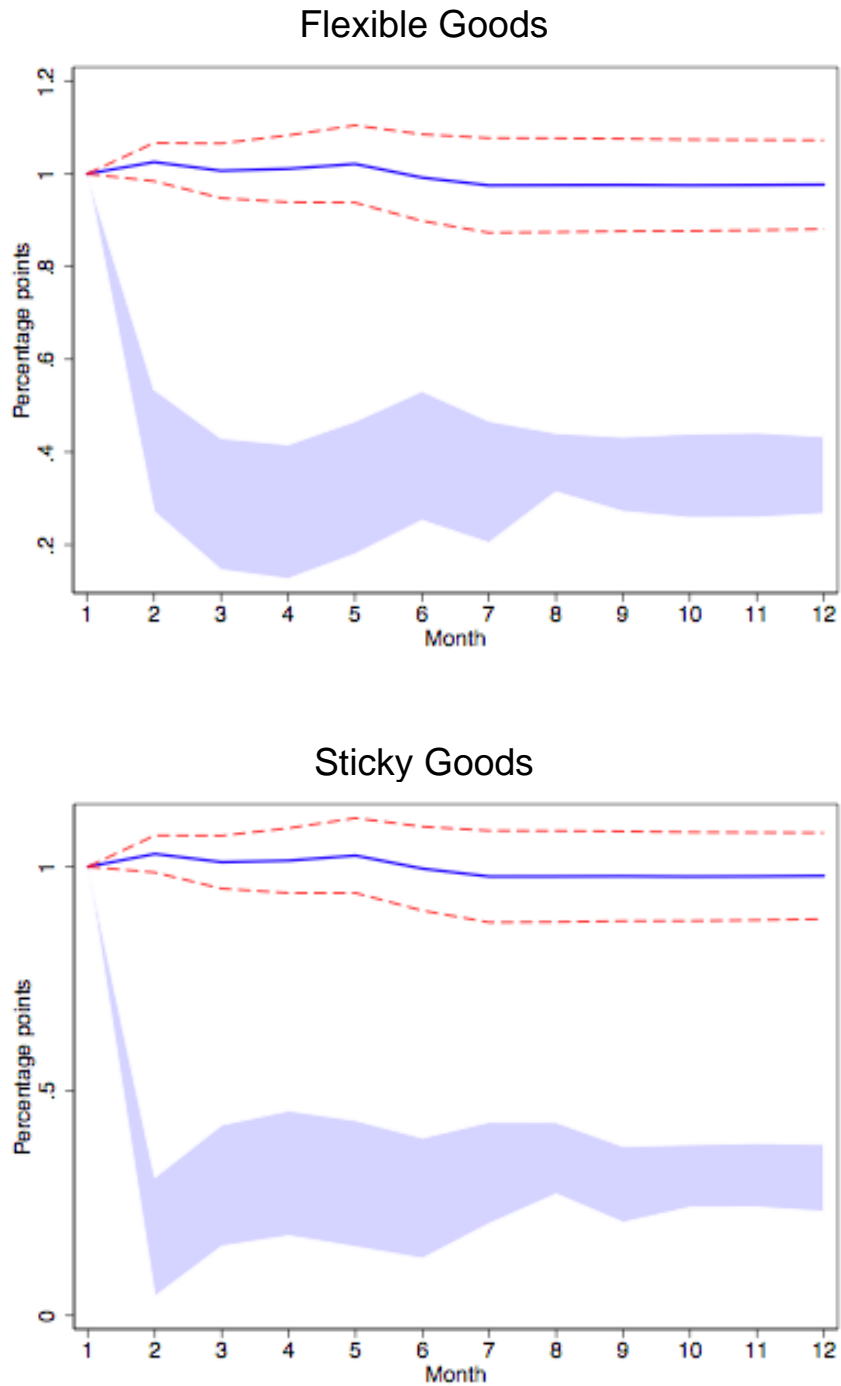 Flexible Goods
1.2
1
.8
.6
.4
.2
Percentage points
1 2 3 4 5 6 7 8 9 10 11 12
Month
Sticky Goods
1
.5
0
Percentage points
1 2 3 4 5 6 7 8 9 10 11 12
Month